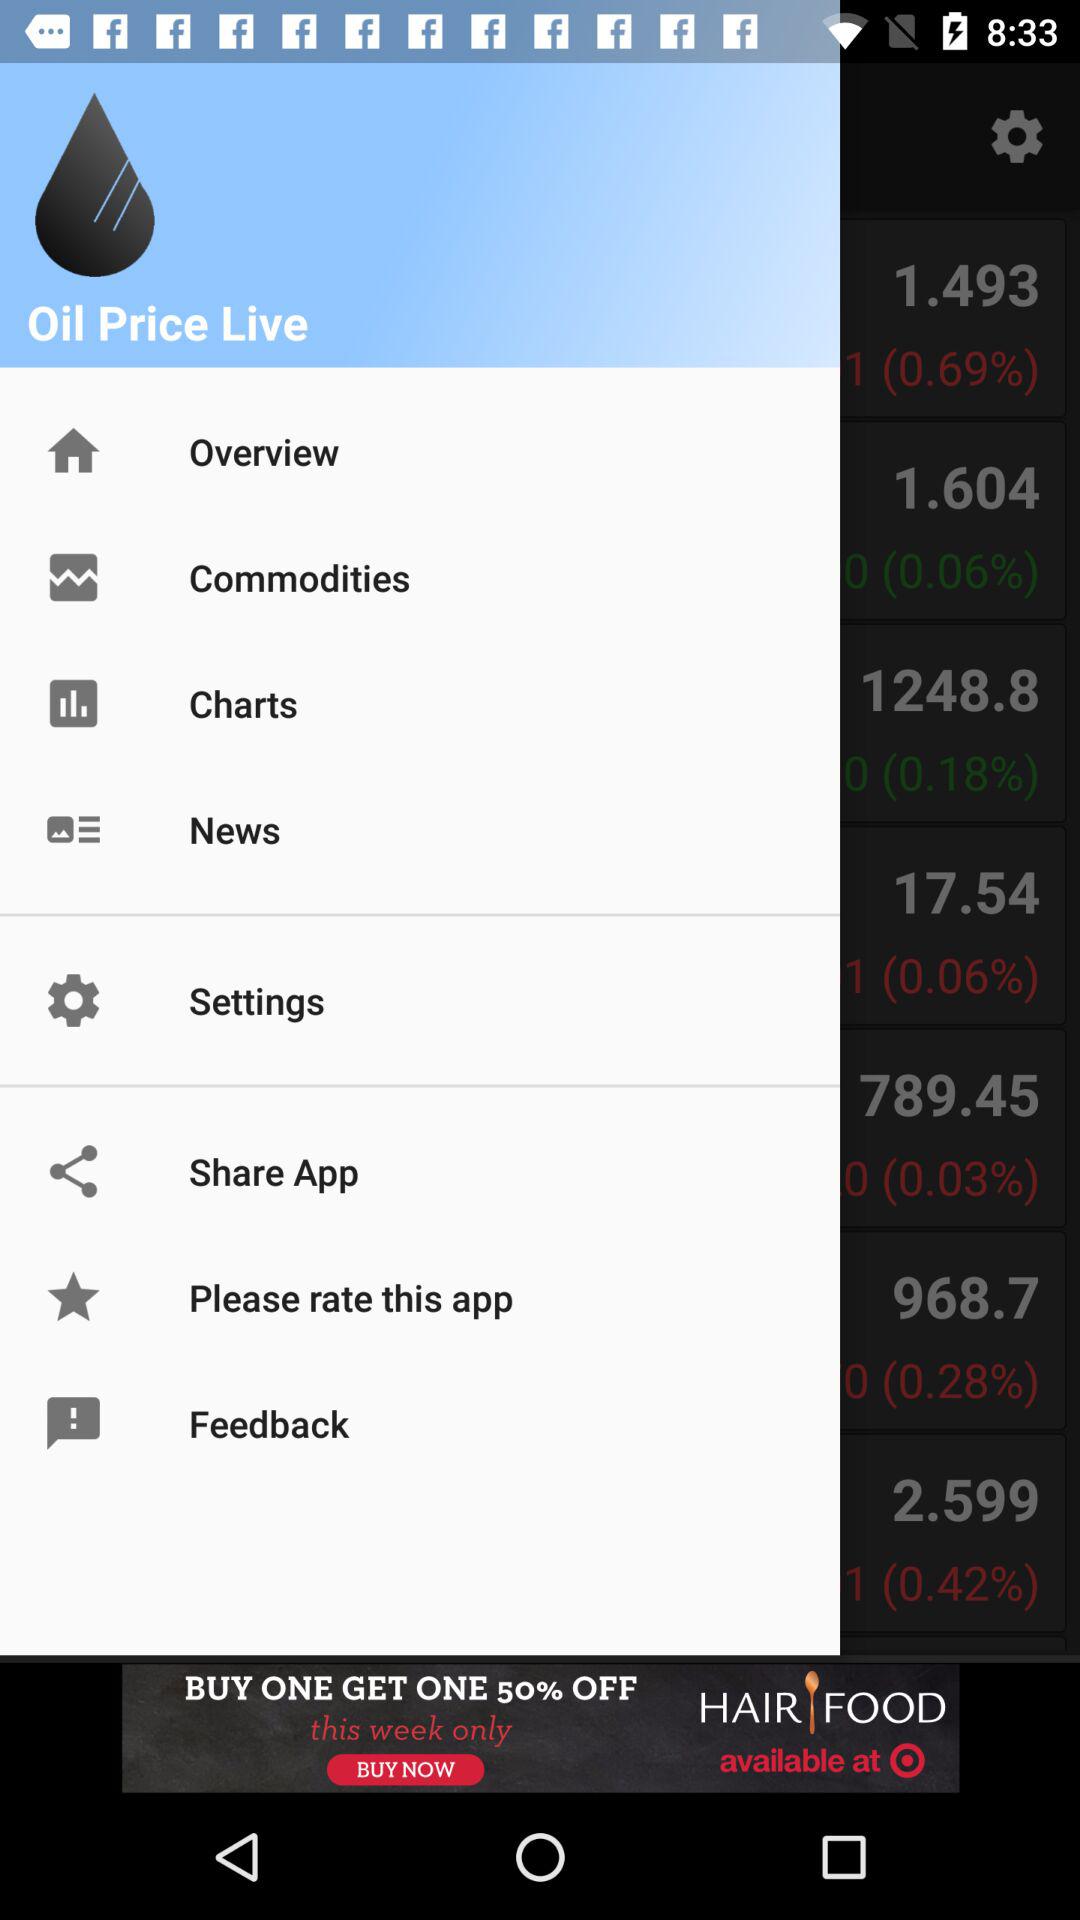 8:33
Oil Price Live
Overview
Commodities
Charts
News
Settings
Share App
Please rate this app
Feedback
1.493
1 (0.69%)
1.604
0 (0.06%)
1248.8
0 (0.18%)
17.54
1 (0.06%)
789.45
.0 (0.03%)
968.7
0 (0.28%)
2.599
1 (0.42%)
BUY ONE GET ONE 50% OFF
this week only
BUY NOW
HAIR FOOD
available at